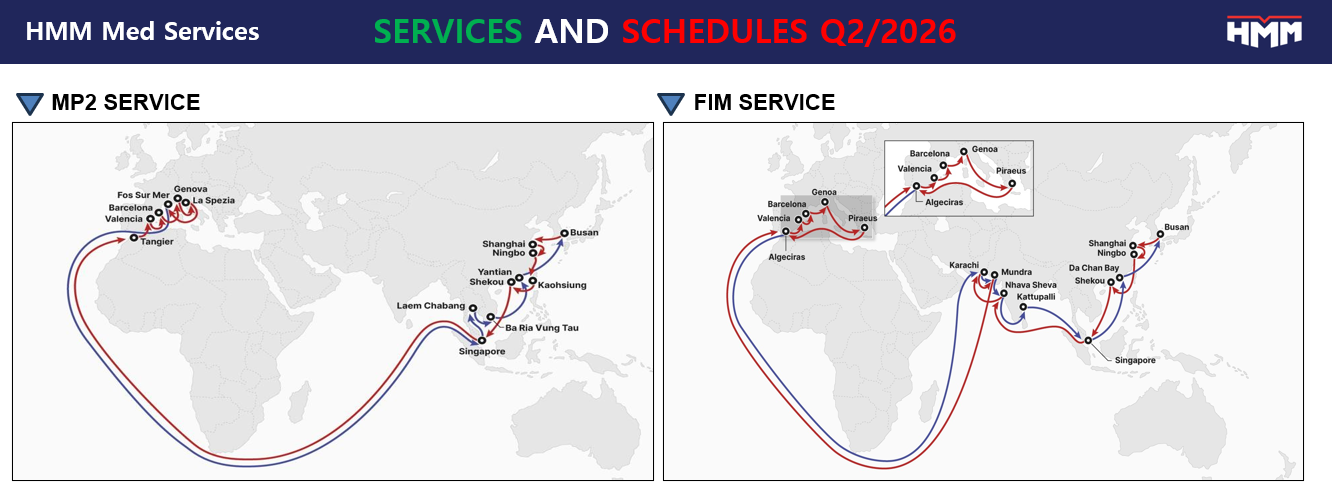 HMM Med Services
SERVICES AND SCHEDULES Q2/2026
HMM
MP2 SERVICE
Fos Sur Mer
Genova
La Spezia
Barcelona
Valencia
Tangier
Busan
Shanghai
Ningbo
Yantian
Shekou
Kaohsiung
Laem Chabang
Ba Ria Vung Tau
Singapore
FIM SERVICE
Barcelona
Genoa
Valencia
Piraeus
Algeciras
Genoa
Barcelona
Valencia
Piraeus
Algeciras
Busan
Shanghai
Ningbo
Karachi
Mundra
Da Chan Bay
Nhava Sheva
Shekou
Kattupalli
Singapore